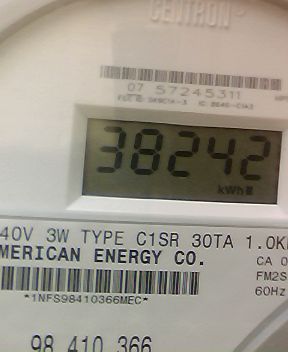 CENTRON
07 57245311
38242
kWh
40V 3W TYPE C1SR 30TA 1.0K
MERICAN ENERGY CO.
CA 0
FM2S
*1NFS98410366MEC*
60Hz
98 410 366